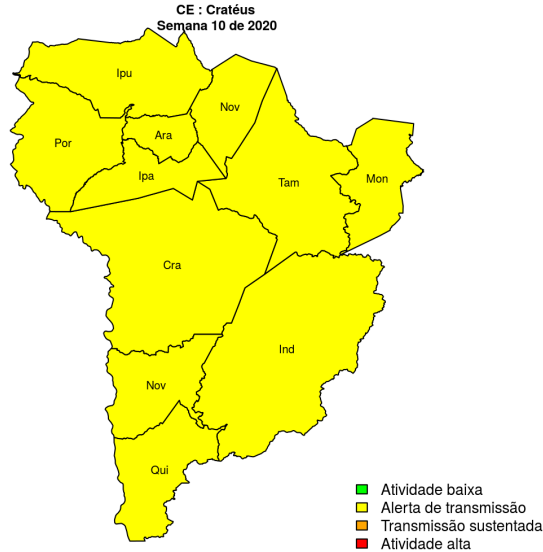 CE : Cratéus
Semana 10 de 2020
Ipu
Nov
Por
Ara
Ipa
Tam
Mon
Cra
Ind
Nov
Qui
Atividade baixa
Alerta de transmissão
Transmissão sustentada
Atividade alta